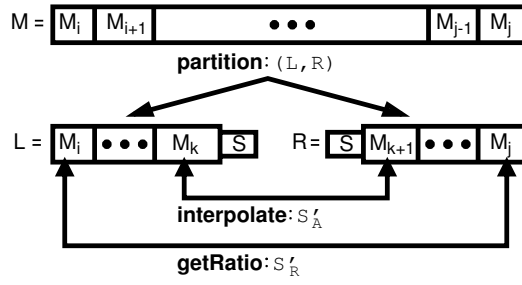 M = M_i M_{i+1} ••• M_{j-1} M_j
partition: (L,R)
L = M_i ••• M_k S R = S M_{k+1} ••• M_j
interpolate: S'_A
getRatio: S'_R